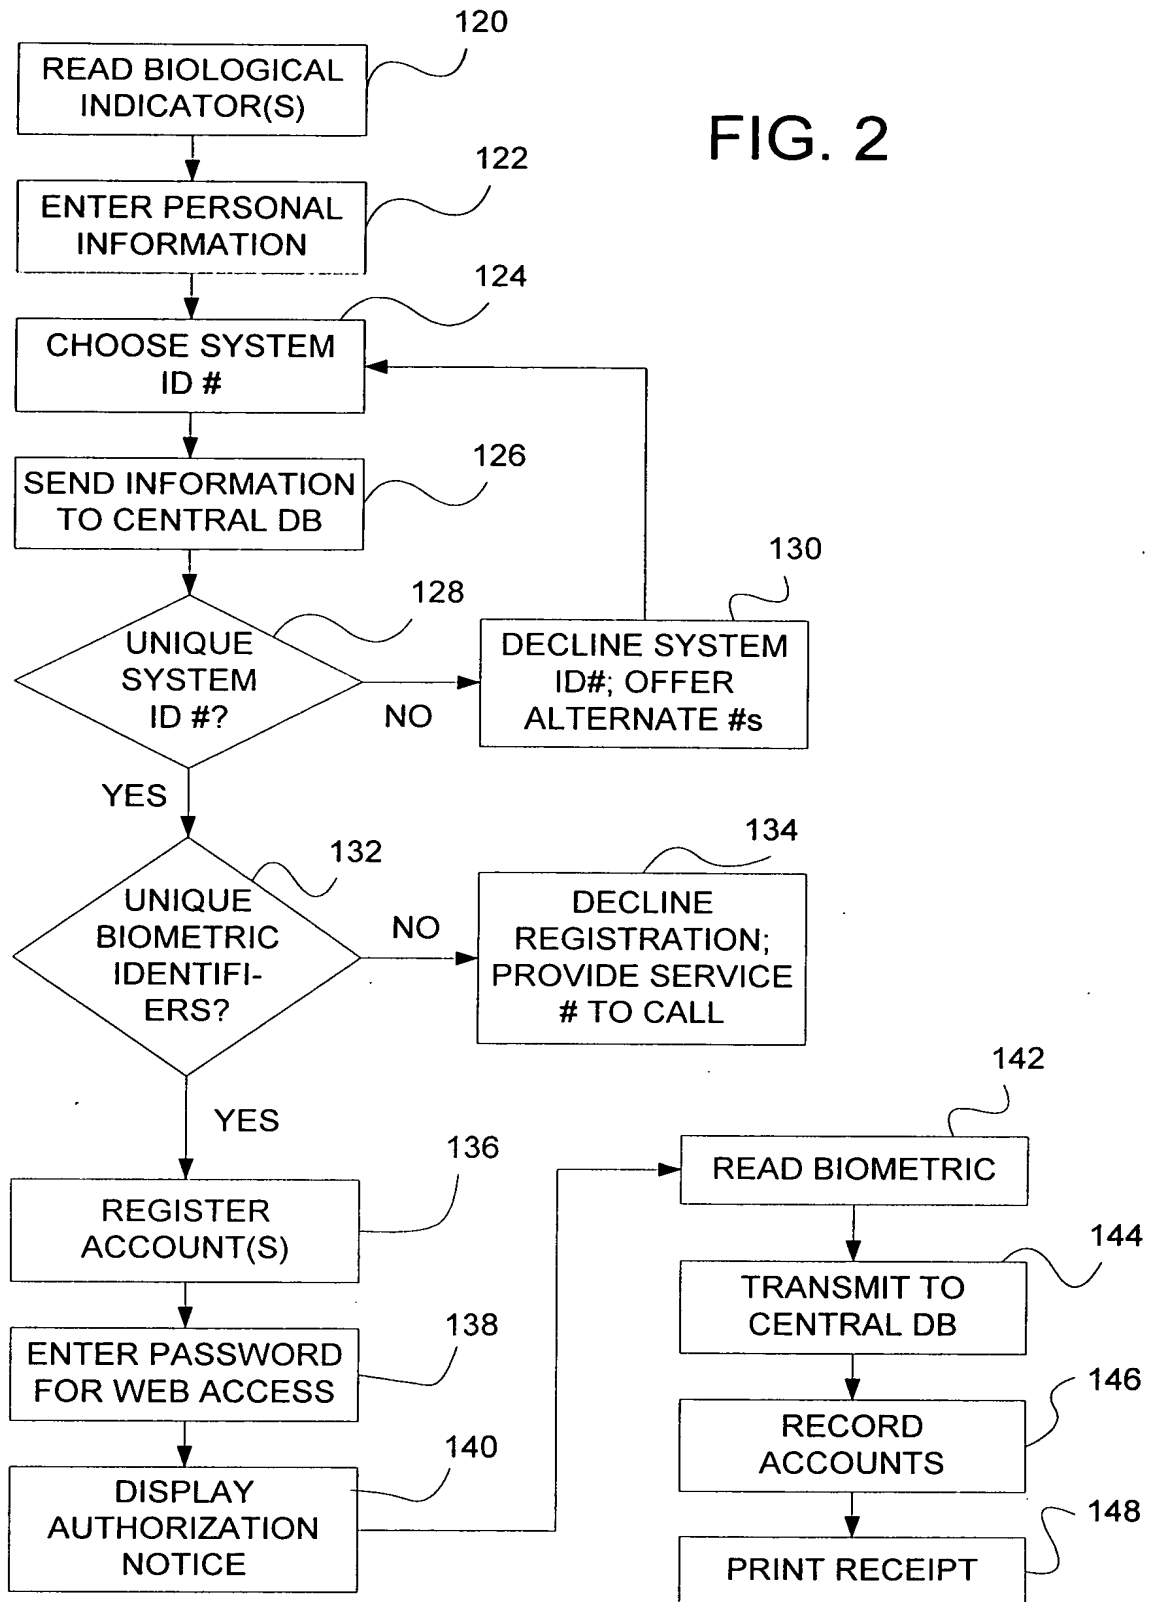 120
READ BIOLOGICAL
INDICATOR(S)
FIG. 2
122
ENTER PERSONAL
INFORMATION
124
CHOOSE SYSTEM
ID #
126
SEND INFORMATION
TO CENTRAL DB
128
UNIQUE
SYSTEM
ID #?
NO
130
DECLINE SYSTEM
ID#; OFFER
ALTERNATE #s
YES
132
UNIQUE
BIOMETRIC
IDENTIFI-
ERS?
NO
134
DECLINE
REGISTRATION;
PROVIDE SERVICE
# TO CALL
YES
136
REGISTER
ACCOUNT(S)
138
ENTER PASSWORD
FOR WEB ACCESS
140
DISPLAY
AUTHORIZATION
NOTICE
142
READ BIOMETRIC
144
TRANSMIT TO
CENTRAL DB
146
RECORD
ACCOUNTS
148
PRINT RECEIPT